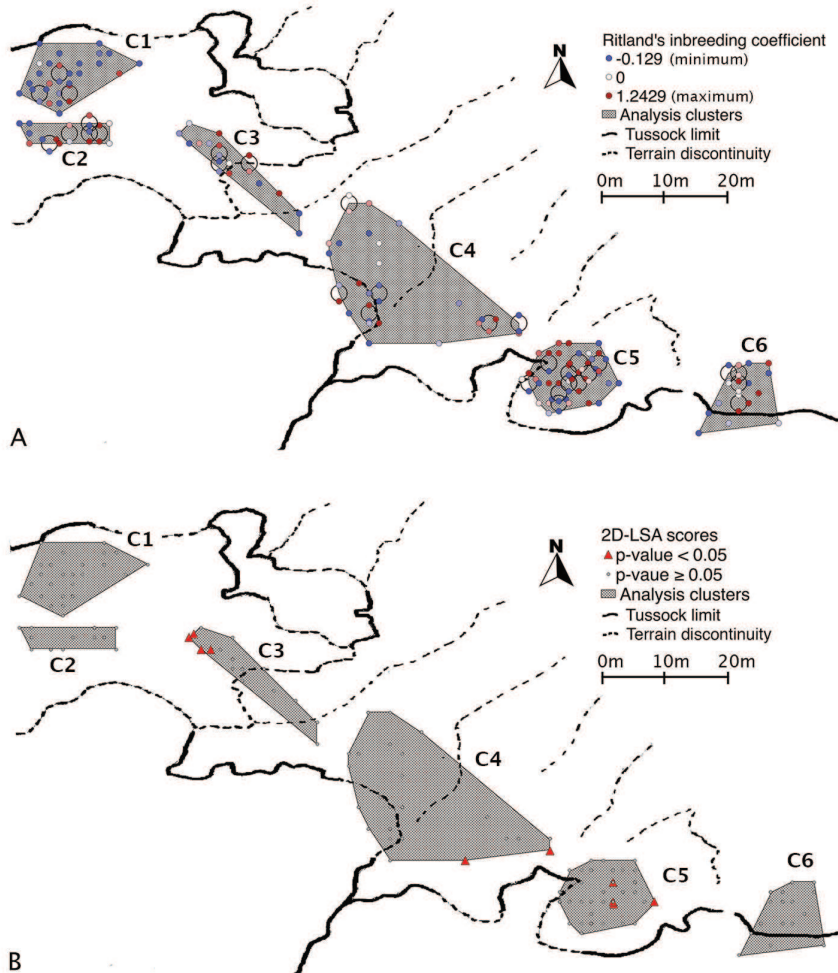 C1
N
Ritland's inbreeding coefficient
-0.129 (minimum)
0
1.2429 (maximum)
Analysis clusters
Tussock limit
Terrain discontinuity
0m 10m 20m
C2
C3
C4
C5
C6
A
C1
N
2D-LSA scores
p-value < 0.05
p-vaue ≥ 0.05
Analysis clusters
Tussock limit
Terrain discontinuity
0m 10m 20m
C2
C3
C4
C5
C6
B